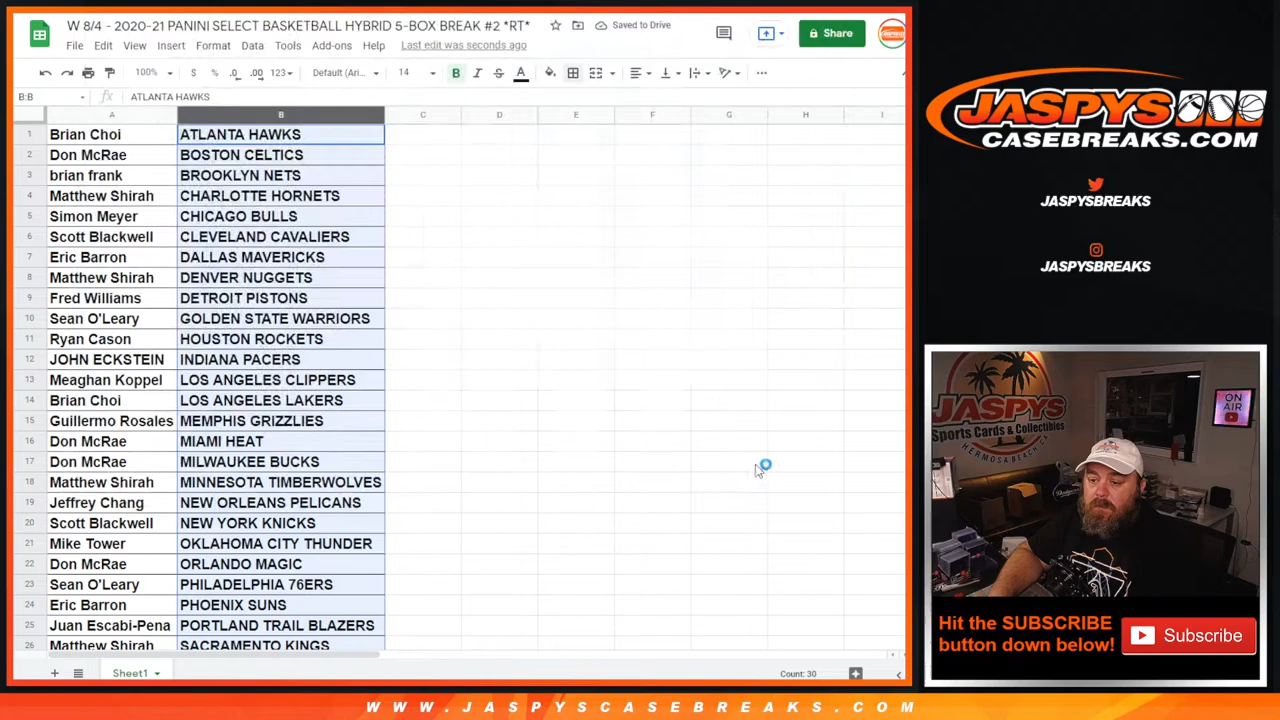 W 8/4 - 2020-21 PANINI SELECT BASKETBALL HYBRID 5-BOX BREAK #2 *RT*
Saved to Drive
Share
File Edit View Insert Format Data Tools Add-ons Help Last edit was seconds ago
100% $ % .0 .00 123 Default (Ari... 14 B I S A
B:B fx ATLANTA HAWKS
A B C D E F G H I
1 Brian Choi ATLANTA HAWKS
2 Don McRae BOSTON CELTICS
3 brian frank BROOKLYN NETS
4 Matthew Shirah CHARLOTTE HORNETS
5 Simon Meyer CHICAGO BULLS
6 Scott Blackwell CLEVELAND CAVALIERS
7 Eric Barron DALLAS MAVERICKS
8 Matthew Shirah DENVER NUGGETS
9 Fred Williams DETROIT PISTONS
10 Sean O'Leary GOLDEN STATE WARRIORS
11 Ryan Cason HOUSTON ROCKETS
12 JOHN ECKSTEIN INDIANA PACERS
13 Meaghan Koppel LOS ANGELES CLIPPERS
14 Brian Choi LOS ANGELES LAKERS
15 Guillermo Rosales MEMPHIS GRIZZLIES
16 Don McRae MIAMI HEAT
17 Don McRae MILWAUKEE BUCKS
18 Matthew Shirah MINNESOTA TIMBERWOLVES
19 Jeffrey Chang NEW ORLEANS PELICANS
20 Scott Blackwell NEW YORK KNICKS
21 Mike Tower OKLAHOMA CITY THUNDER
22 Don McRae ORLANDO MAGIC
23 Sean O'Leary PHILADELPHIA 76ERS
24 Eric Barron PHOENIX SUNS
25 Juan Escabi-Pena PORTLAND TRAIL BLAZERS
26 Matthew Shirah SACRAMENTO KINGS
Sheet1
Count: 30
JASPYS
CASEBREAKS.COM
JASPYSBREAKS
JASPYSBREAKS
JASPYS
Sports Cards & Collectibles
HERMOSA BEACH CA
ON AIR
Hit the SUBSCRIBE
button down below!
Subscribe
WWW.JASPYSCASEBREAKS.COM